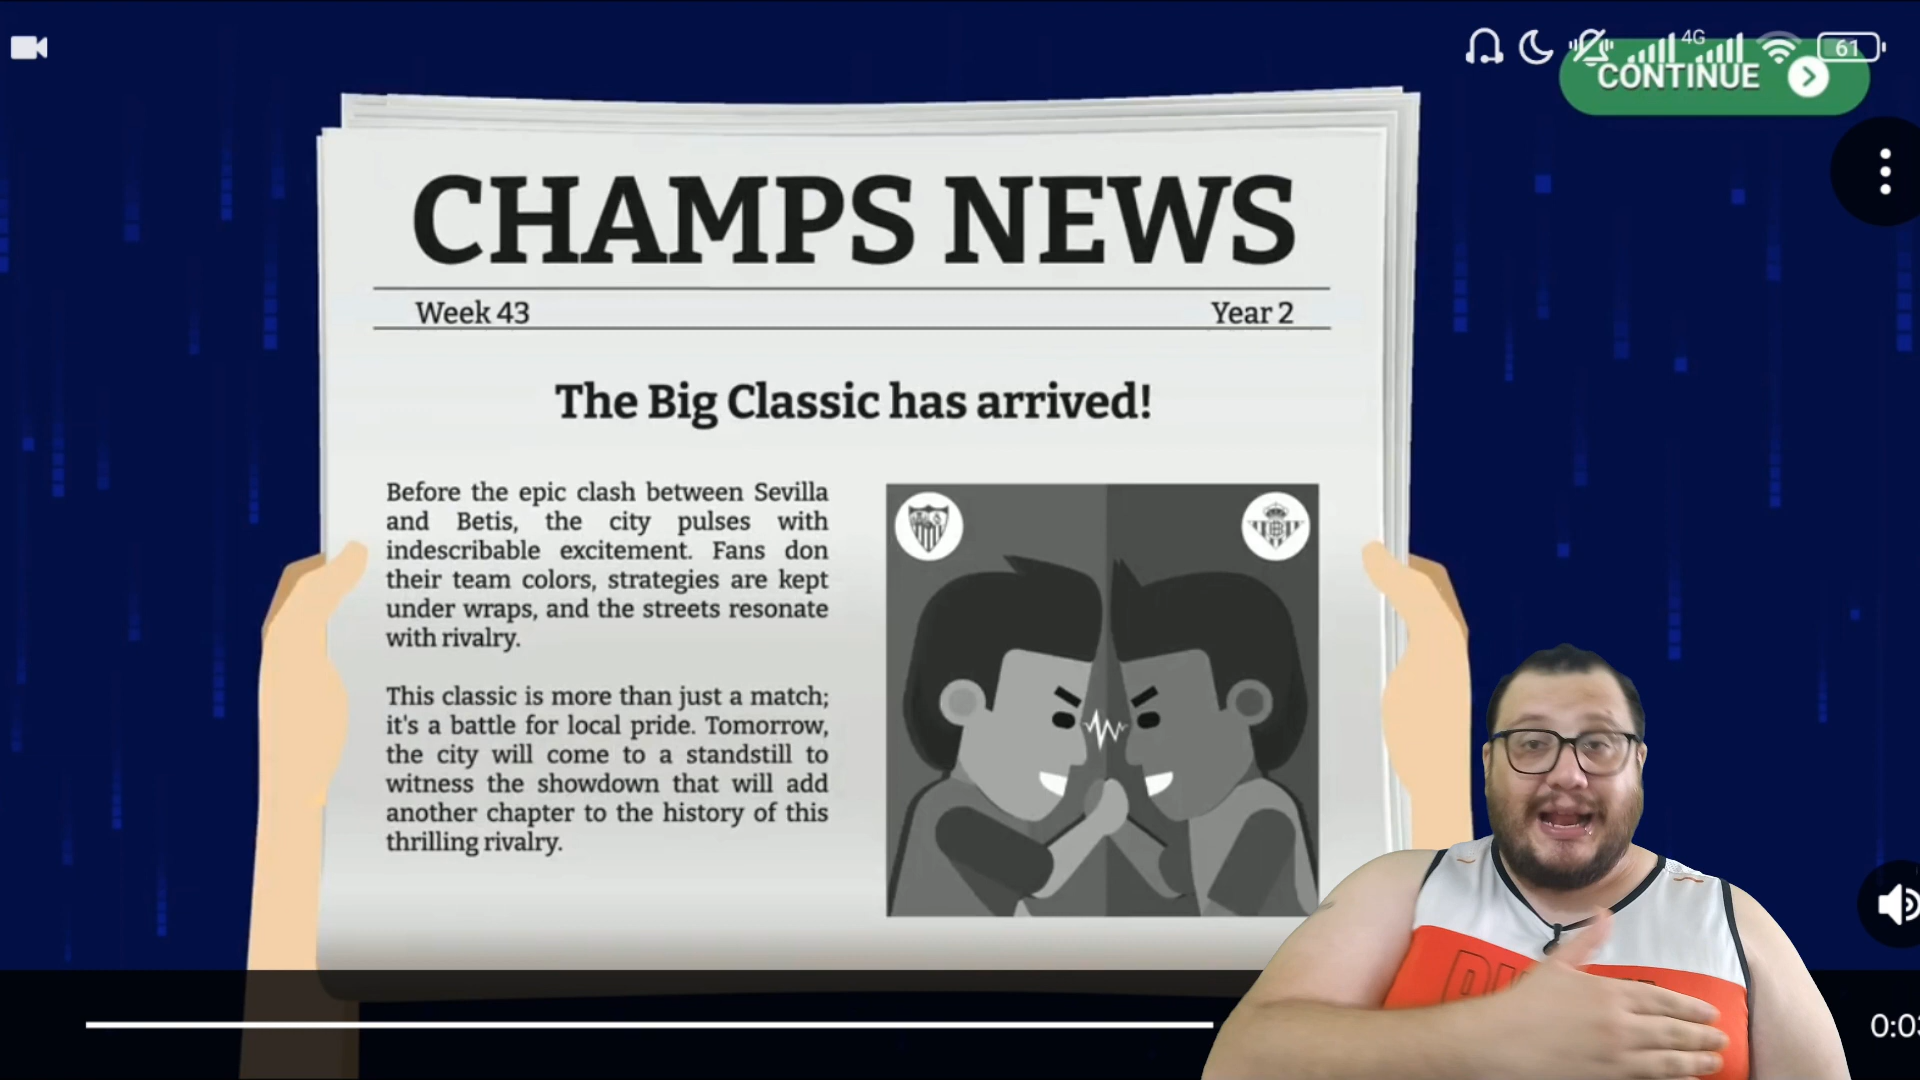 4G
61
CONTINUE
CHAMPS NEWS
Week 43
Year 2
The Big Classic has arrived!
Before the epic clash between Sevilla
and Betis, the city pulses with
indescribable excitement. Fans don
their team colors, strategies are kept
under wraps, and the streets resonate
with rivalry.
This classic is more than just a match;
it's a battle for local pride. Tomorrow,
the city will come to a standstill to
witness the showdown that will add
another chapter to the history of this
thrilling rivalry.